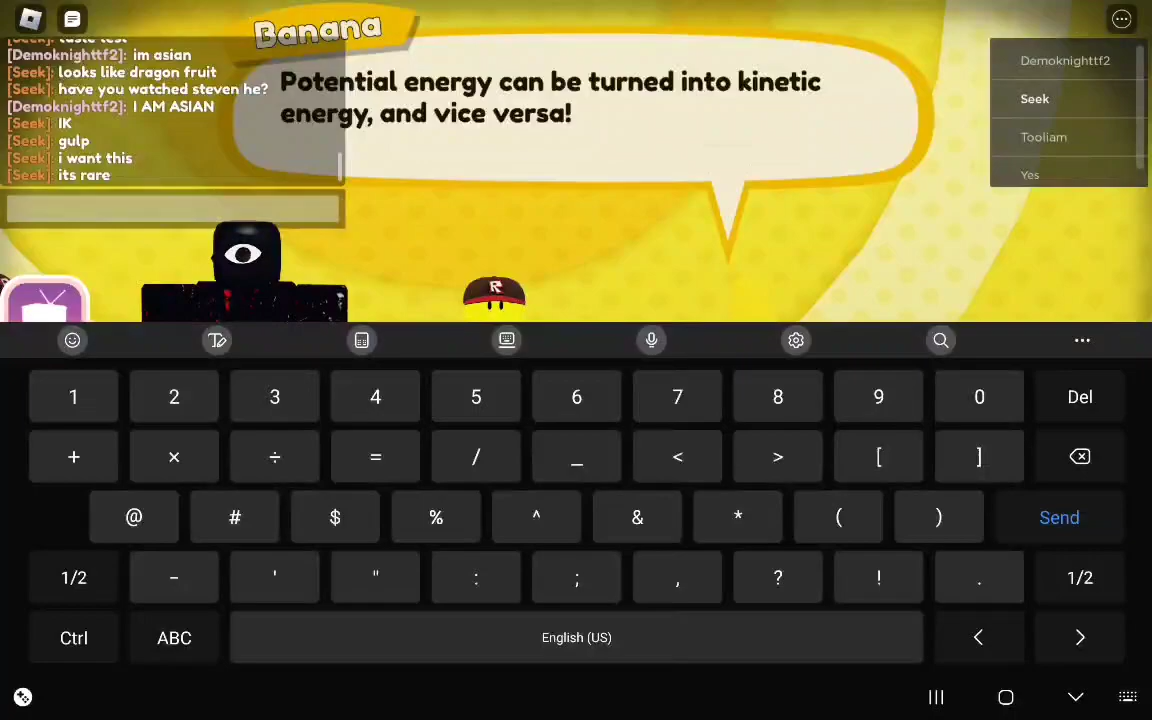 Banana
[Seek]: taste test
[Demoknighttf2]: im asian
[Seek]: looks like dragon fruit
[Seek]: have you watched steven he?
[Demoknighttf2]: I AM ASIAN
[Seek]: IK
[Seek]: gulp
[Seek]: i want this
[Seek]: its rare
Potential energy can be turned into kinetic
energy, and vice versa!
Demoknighttf2
Seek
Tooliam
Yes
R
1 2 3 4 5 6 7 8 9 0 Del
+ × ÷ = / _ < > [ ]
@ # $ % ^ & * ( ) Send
1/2 - ' " : ; , ? ! . 1/2
Ctrl ABC English (US) < >